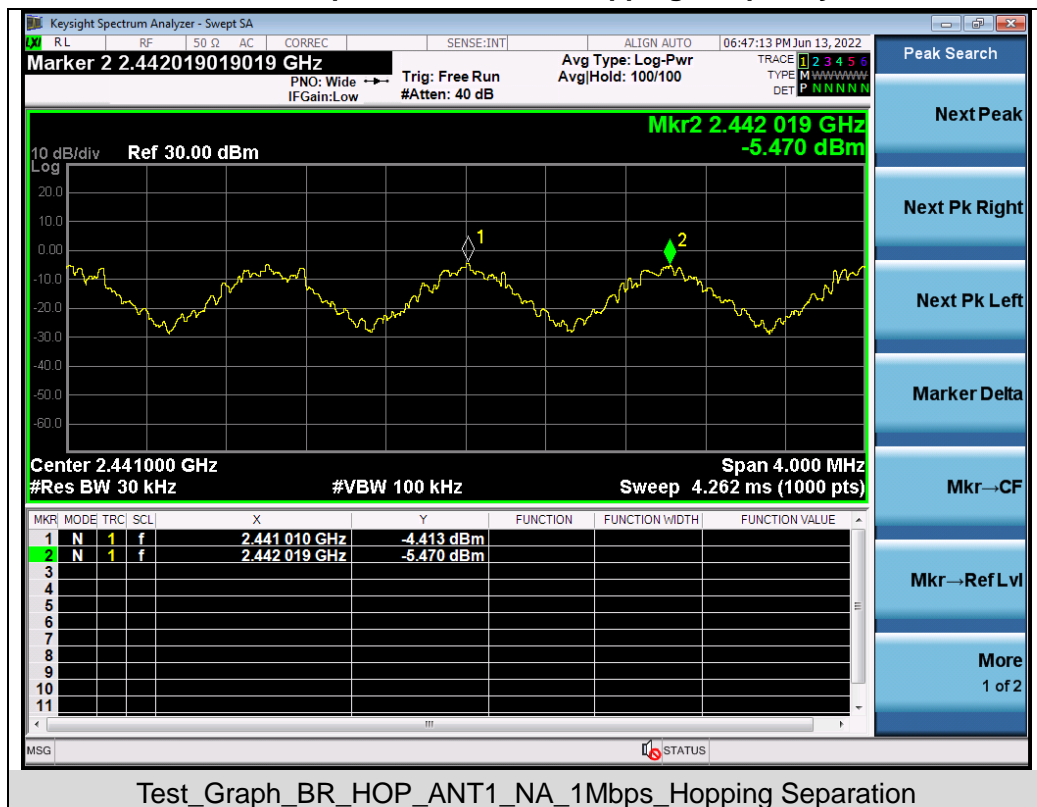 Keysight Spectrum Analyzer - Swept SA
LXI RL RF 50 Ω AC CORREC SENSE:INT ALIGN AUTO 06:47:13 PM Jun 13, 2022
Marker 2 2.442019019019 GHz
PNO: Wide
IFGain:Low
Trig: Free Run
#Atten: 40 dB
Avg Type: Log-Pwr
Avg|Hold: 100/100
TRACE 1 2 3 4 5 6
TYPE M WWWWW
DET P N N N N N
Peak Search
Next Peak
Next Pk Right
Next Pk Left
Marker Delta
Mkr→CF
Mkr→Ref Lvl
More
1 of 2
Mkr2 2.442 019 GHz
-5.470 dBm
10 dB/div Ref 30.00 dBm
Log
20.0
10.0
0.00
-10.0
-20.0
-30.0
-40.0
-50.0
-60.0
1
2
Center 2.441000 GHz Span 4.000 MHz
#Res BW 30 kHz #VBW 100 kHz Sweep 4.262 ms (1000 pts)
MKR MODE TRC SCL X Y FUNCTION FUNCTION WIDTH FUNCTION VALUE
1 N 1 f 2.441 010 GHz -4.413 dBm
2 N 1 f 2.442 019 GHz -5.470 dBm
3
4
5
6
7
8
9
10
11
MSG STATUS
Test_Graph_BR_HOP_ANT1_NA_1Mbps_Hopping Separation